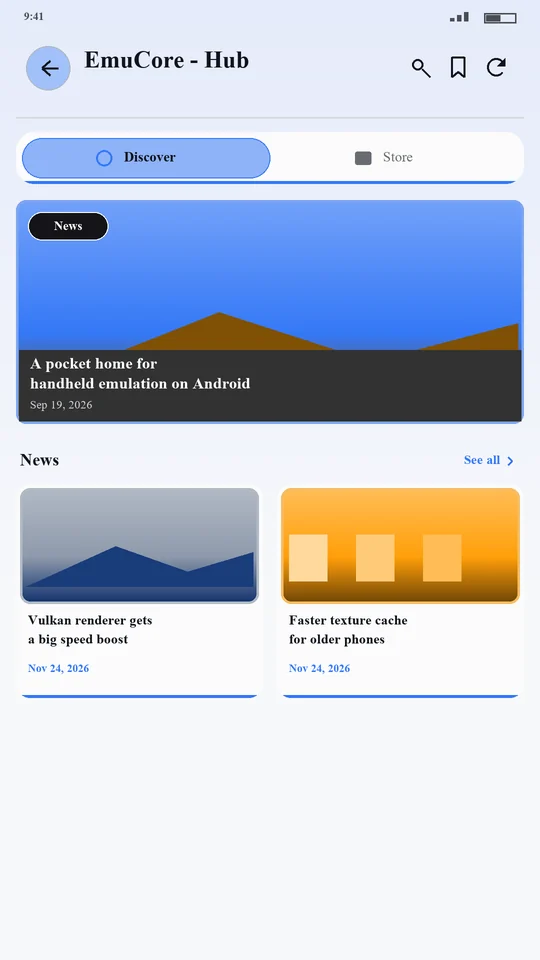 9:41
EmuCore - Hub
Discover
Store
News
A pocket home for
handheld emulation on Android
Sep 19, 2026
News
See all
Vulkan renderer gets
a big speed boost
Nov 24, 2026
Faster texture cache
for older phones
Nov 24, 2026